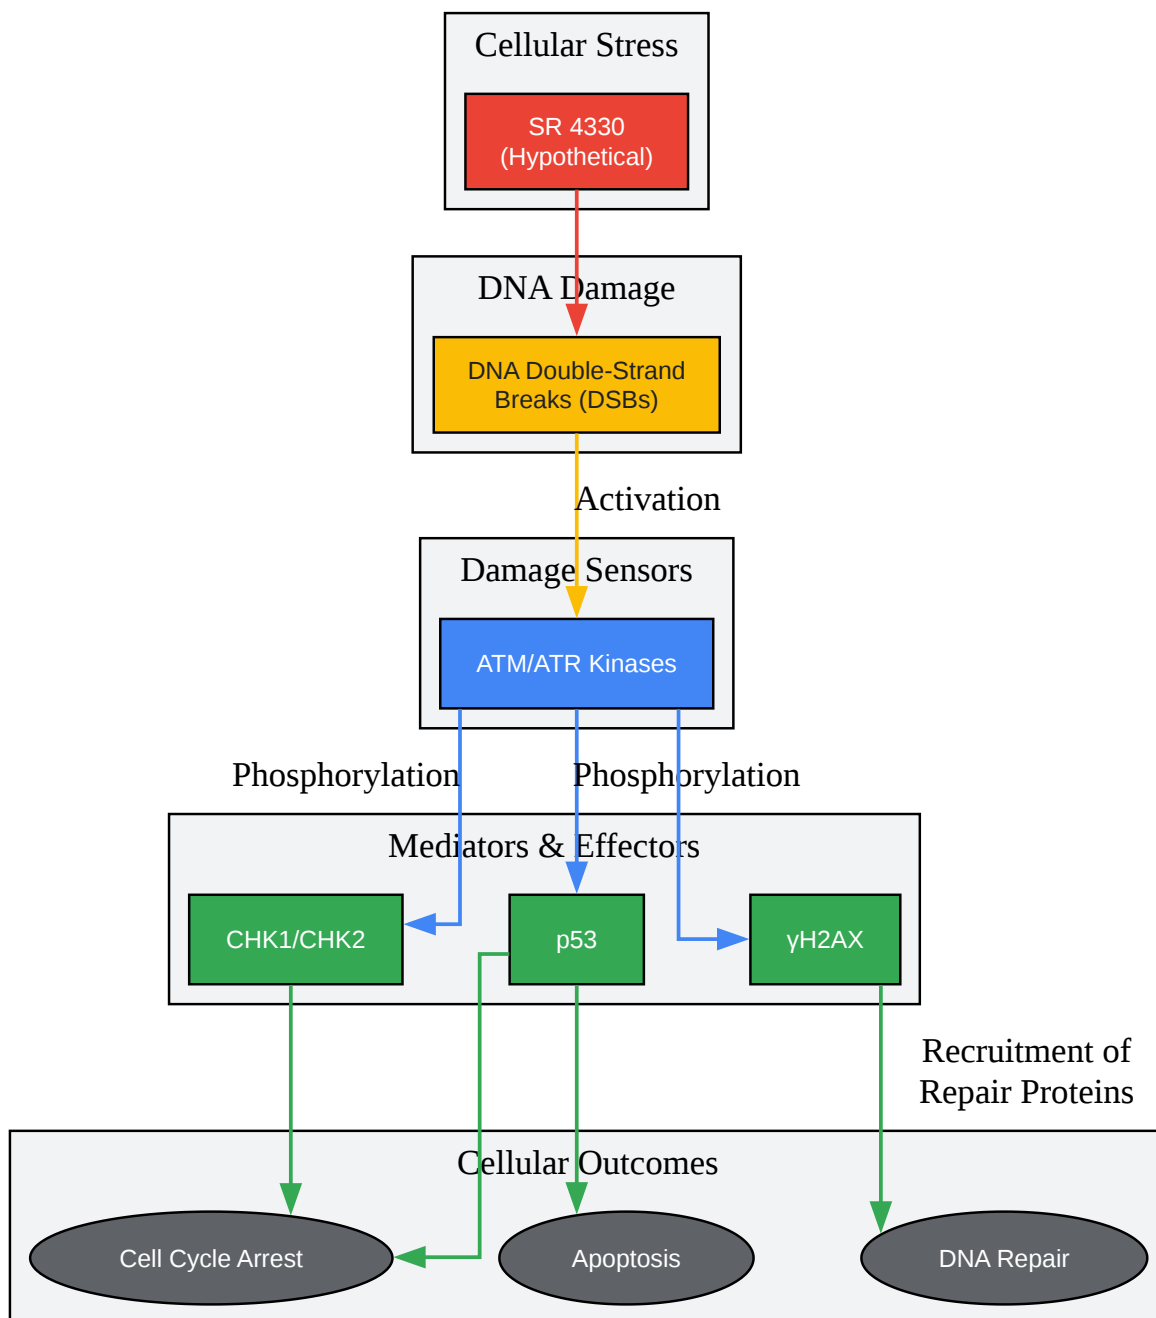 Cellular Stress
SR 4330
(Hypothetical)
DNA Damage
DNA Double-Strand
Breaks (DSBs)
Activation
Damage Sensors
ATM/ATR Kinases
Phosphorylation
Phosphorylation
Mediators & Effectors
CHK1/CHK2
p53
γH2AX
Recruitment of
Repair Proteins
Cellular Outcomes
Cell Cycle Arrest
Apoptosis
DNA Repair